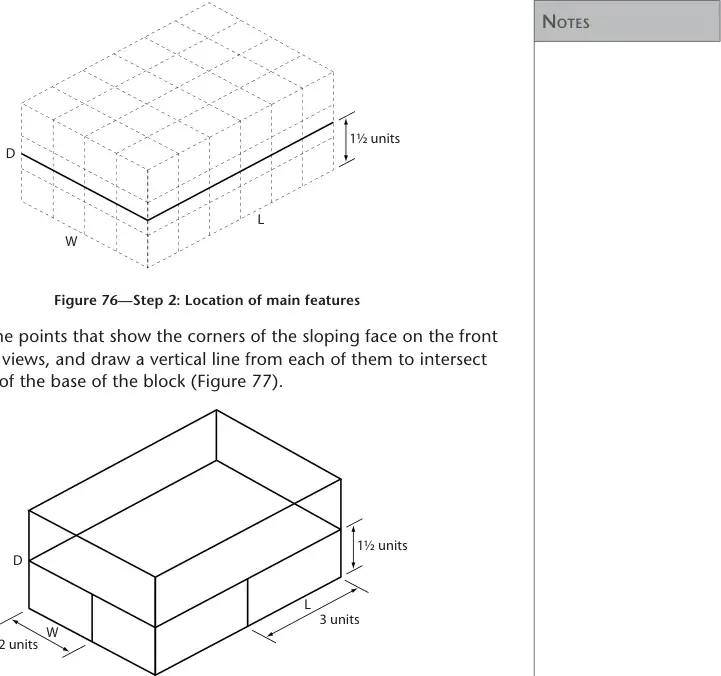 NOTES
1½ units
D
L
W
Figure 76—Step 2: Location of main features
he points that show the corners of the sloping face on the front
views, and draw a vertical line from each of them to intersect
of the base of the block (Figure 77).
1½ units
D
L
3 units
W
2 units